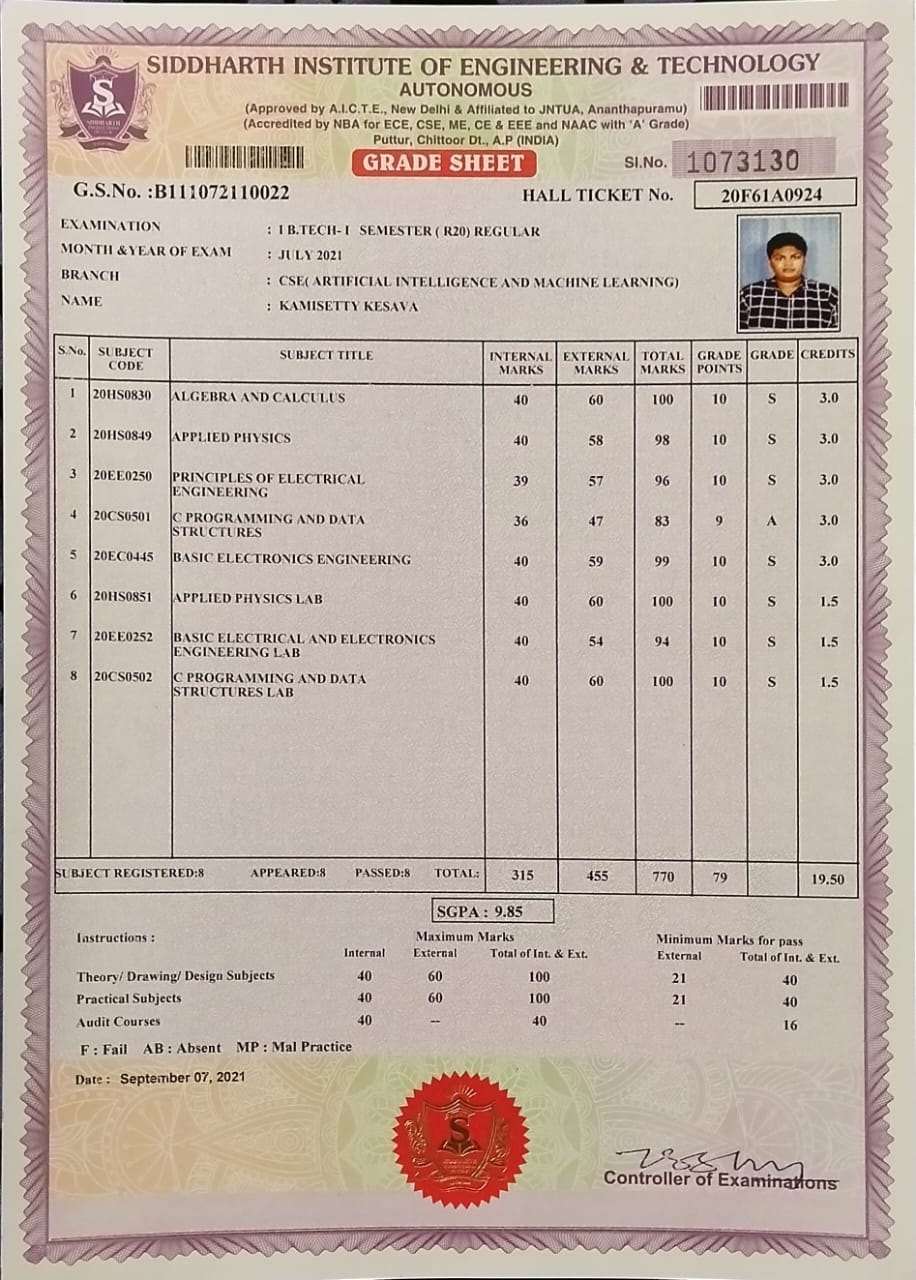 SIDDHARTH INSTITUTE OF ENGINEERING & TECHNOLOGY
AUTONOMOUS
(Approved by A.I.C.T.E., New Delhi & Affiliated to JNTUA, Ananthapuramu)
(Accredited by NBA for ECE, CSE, ME, CE & EEE and NAAC with 'A' Grade)
Puttur, Chittoor Dt., A.P (INDIA)
S
SIDDHARTH
GRADE SHEET
Sl.No. 1073130
G.S.No. :B111072110022
HALL TICKET No. 20F61A0924
EXAMINATION : I B.TECH- I SEMESTER ( R20) REGULAR
MONTH &YEAR OF EXAM : JULY 2021
BRANCH : CSE( ARTIFICIAL INTELLIGENCE AND MACHINE LEARNING)
NAME : KAMISETTY KESAVA
S.No. SUBJECT CODE SUBJECT TITLE INTERNAL MARKS EXTERNAL MARKS TOTAL MARKS GRADE POINTS GRADE CREDITS
1 20HS0830 ALGEBRA AND CALCULUS 40 60 100 10 S 3.0
2 20HS0849 APPLIED PHYSICS 40 58 98 10 S 3.0
3 20EE0250 PRINCIPLES OF ELECTRICAL ENGINEERING 39 57 96 10 S 3.0
4 20CS0501 C PROGRAMMING AND DATA STRUCTURES 36 47 83 9 A 3.0
5 20EC0445 BASIC ELECTRONICS ENGINEERING 40 59 99 10 S 3.0
6 20HS0851 APPLIED PHYSICS LAB 40 60 100 10 S 1.5
7 20EE0252 BASIC ELECTRICAL AND ELECTRONICS ENGINEERING LAB 40 54 94 10 S 1.5
8 20CS0502 C PROGRAMMING AND DATA STRUCTURES LAB 40 60 100 10 S 1.5
SUBJECT REGISTERED:8 APPEARED:8 PASSED:8 TOTAL: 315 455 770 79 19.50
SGPA : 9.85
Instructions : Maximum Marks Minimum Marks for pass
Internal External Total of Int. & Ext. External Total of Int. & Ext.
Theory/ Drawing/ Design Subjects 40 60 100 21 40
Practical Subjects 40 60 100 21 40
Audit Courses 40 -- 40 -- 16
F : Fail AB : Absent MP : Mal Practice
Date : September 07, 2021
S
Controller of Examinations